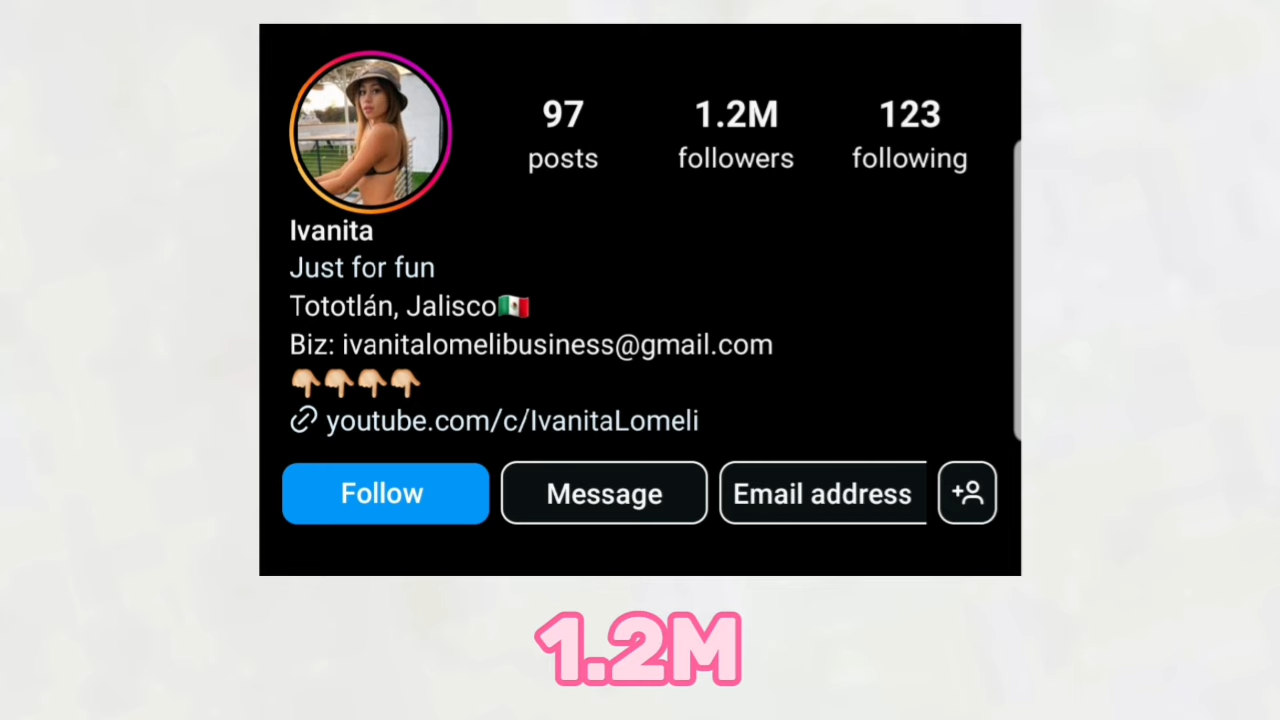 97 1.2M 123
posts followers following
Ivanita
Just for fun
Tototlán, Jalisco🇲🇽
Biz: ivanitalomelibusiness@gmail.com
👇🏼👇🏼👇🏼👇🏼
youtube.com/c/IvanitaLomeli
Follow Message Email address
1.2M